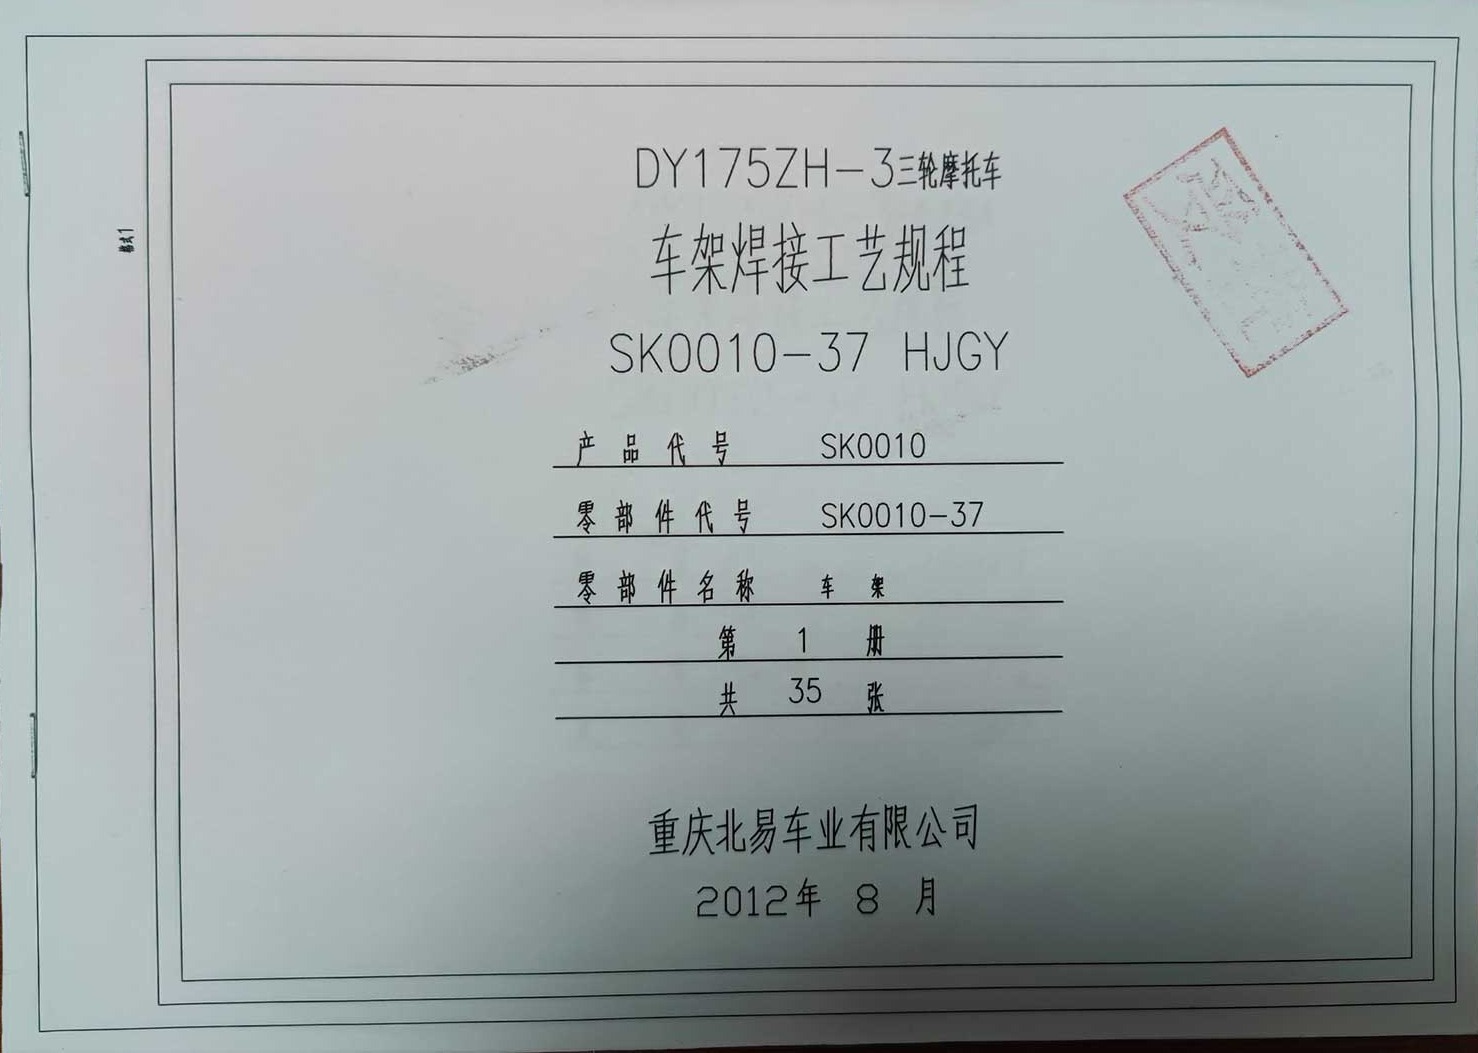 DY175ZH-3三轮摩托车
车架焊接工艺规程
SK0010-37 HJGY
格式1
产品代号 SK0010
零部件代号 SK0010-37
零部件名称 车架
第 1 册
共 35 张
重庆北易车业有限公司
2012年 8 月